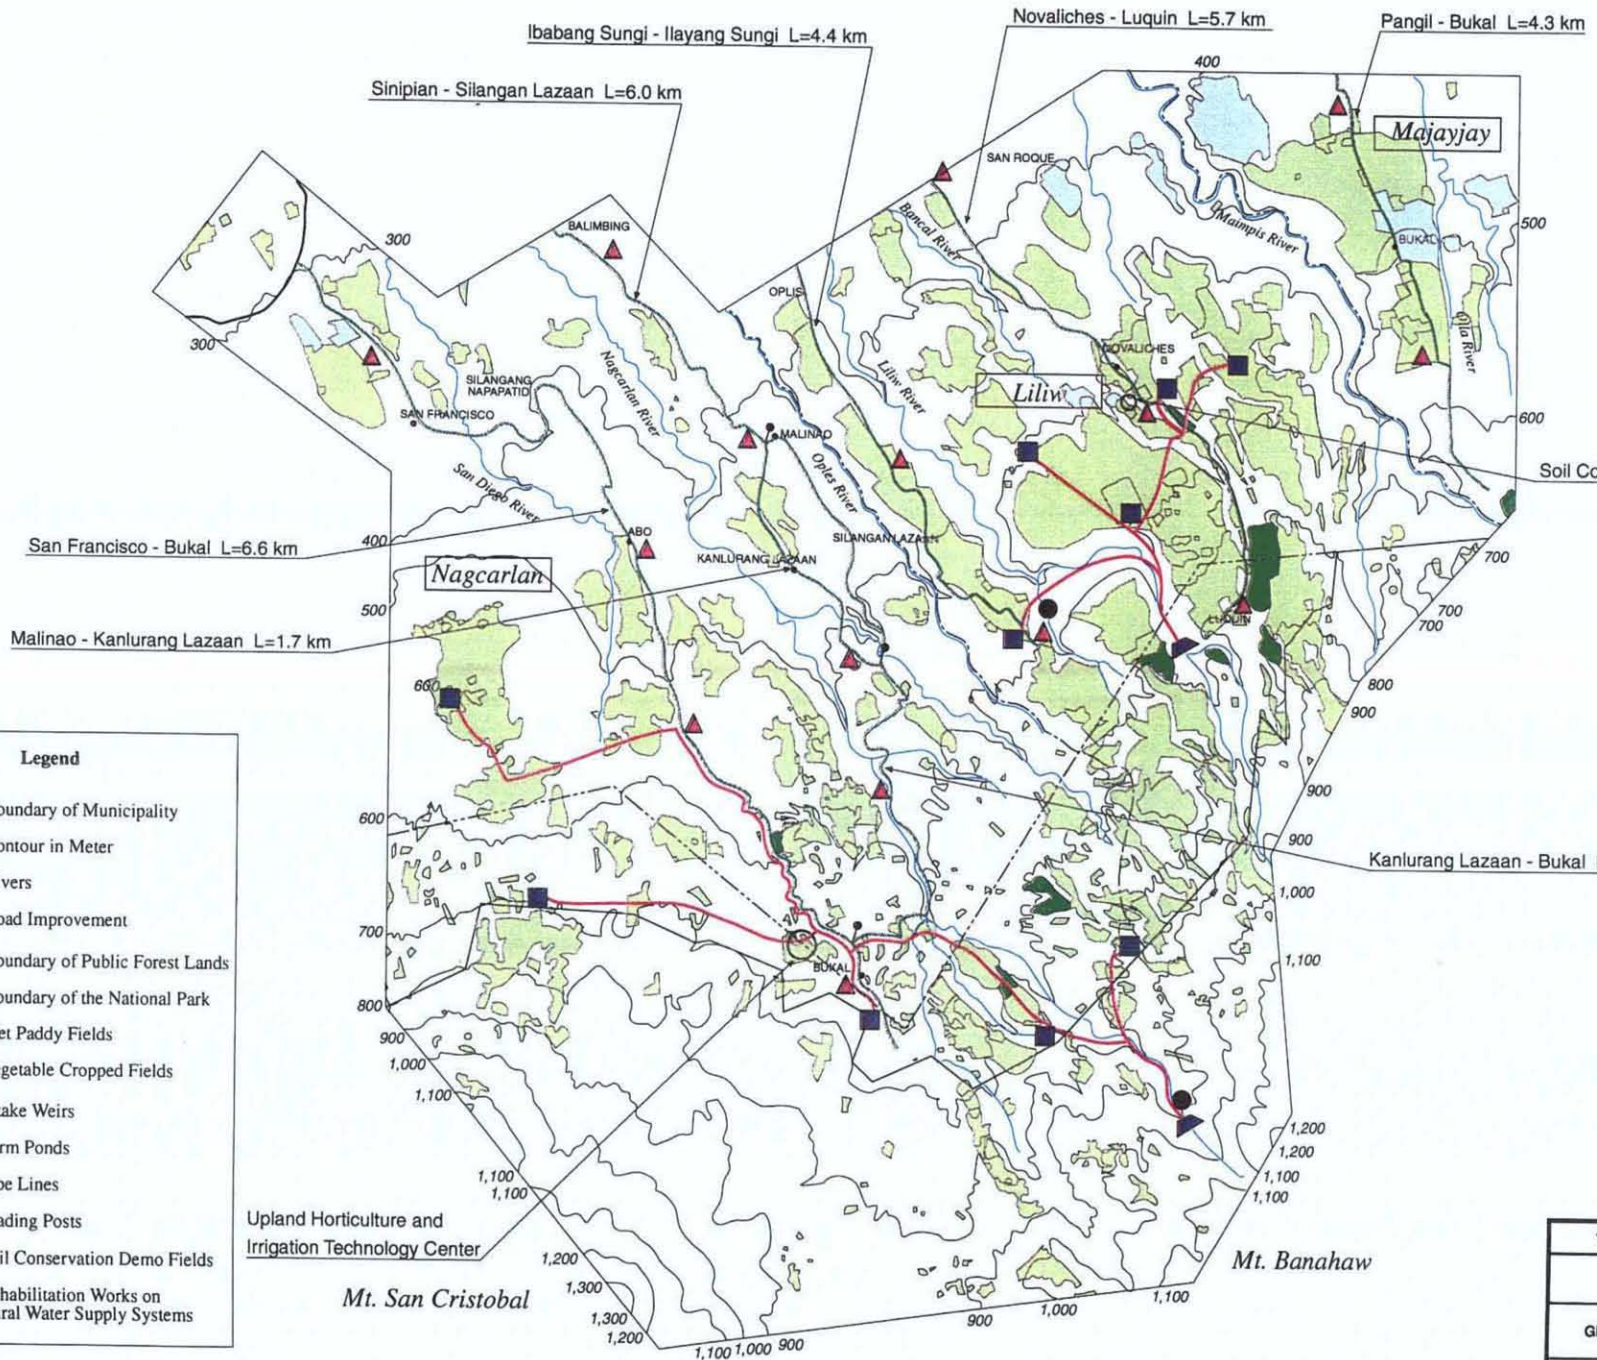 Novaliches - Luquin L=5.7 km
Pangil - Bukal L=4.3 km
Ibabang Sungi - Ilayang Sungi L=4.4 km
Sinipian - Silangan Lazaan L=6.0 km
400
Majayjay
SAN ROQUE
Bancal River
Maimpis River
500
BUKAL
BALIMBING
300
OPLIS
300
Olla River
NOVALICHES
Liliw River
Nagcarlan River
SILANGANG
NAPAPATID
SAN FRANCISCO
Liliw
600
MALINAO
Oples River
San Diego River
Soil Co
San Francisco - Bukal L=6.6 km
400
ABO
SILANGAN LAZAAN
KANLURANG LAZAAN
700
Nagcarlan
500
700
LUQUIN
Malinao - Kanlurang Lazaan L=1.7 km
800
600
900
Legend
oundary of Municipality
ontour in Meter
vers
oad Improvement
oundary of Public Forest Lands
oundary of the National Park
et Paddy Fields
egetable Cropped Fields
ake Weirs
rm Ponds
pe Lines
ading Posts
il Conservation Demo Fields
habilitation Works on
ral Water Supply Systems
900
600
900
Kanlurang Lazaan - Bukal
1,000
700
1,100
BUKAL
800
900
1,000
1,100
1,200
1,200
1,100
1,100
1,100
1,100
Upland Horticulture and
Irrigation Technology Center
1,200
1,300
Mt. San Cristobal
1,300
1,200
Mt. Banahaw
1,100
1,000
900
1,100
1,000
900